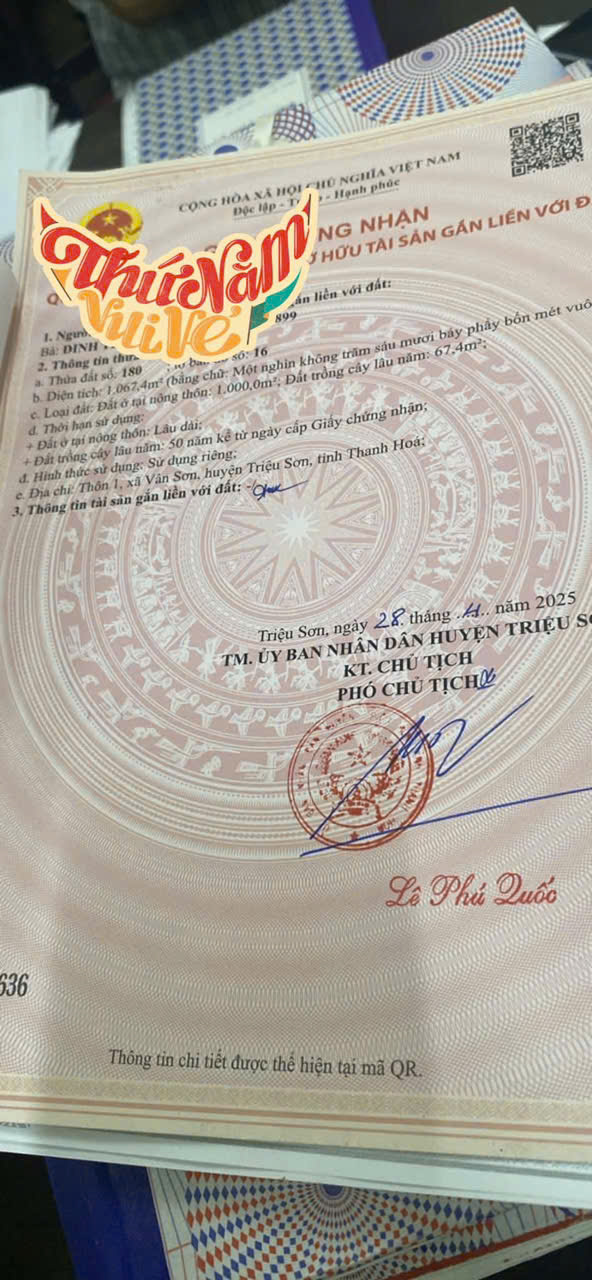 CỘNG HÒA XÃ HỘI CHỦ NGHĨA VIỆT NAM
Độc lập - - Hạnh phúc
NHẬN
HỮU TÀI SẢN GẮN LIỀN VỚI Đ
Thứ Năm
vui vẻ
liền với đất:
1. Ngườ 899
Bà: ĐINH
2. Thông tin thử
a. Thửa đất số: 180 số: 16
b. Diện tích: 1,067,4m² (bằng chữ: Một nghìn không trăm sáu mươi bảy phẩy bốn mét vuô
c. Loại đất: Đất ở tại nông thôn: 1,000,0m²; Đất trồng cây lâu năm: 67,4m²;
d. Thời hạn sử dụng:
+ Đất ở tại nông thôn: Lâu dài;
+ Đất trồng cây lâu năm: 50 năm kể từ ngày cấp Giấy chứng nhận;
đ. Hình thức sử dụng: Sử dụng riêng;
e. Địa chỉ: Thôn 1, xã Vân Sơn, huyện Triệu Sơn, tỉnh Thanh Hoá;
3. Thông tin tài sản gắn liền với đất: -/-
Triệu Sơn, ngày 28 tháng .. năm 2025
TM. ỦY BAN NHÂN DÂN HUYỆN TRIỆU SƠ
KT. CHỦ TỊCH
PHÓ CHỦ TỊCH
Lê Phú Quốc
636
Thông tin chi tiết được thể hiện tại mã QR.